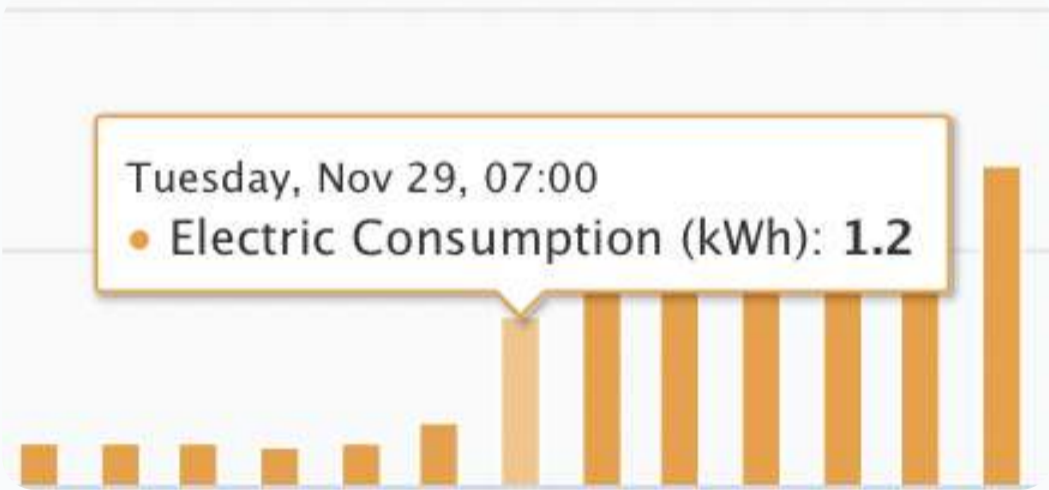 Tuesday, Nov 29, 07:00
● Electric Consumption (kWh): 1.2